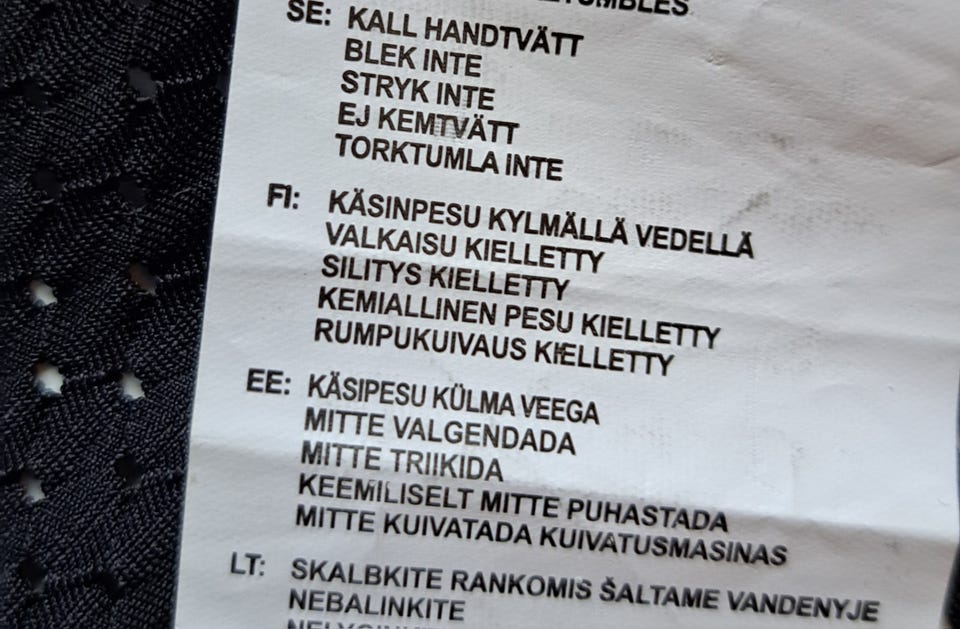 SE: KALL HANDTVÄTT
BLEK INTE
STRYK INTE
EJ KEMTVÄTT
TORKTUMLA INTE
FI: KÄSINPESU KYLMÄLLÄ VEDELLÄ
VALKAISU KIELLETTY
SILITYS KIELLETTY
KEMIALLINEN PESU KIELLETTY
RUMPUKUIVAUS KIELLETTY
EE: KÄSIPESU KÜLMA VEEGA
MITTE VALGENDADA
MITTE TRIIKIDA
KEEMILISELT MITTE PUHASTADA
MITTE KUIVATADA KUIVATUSMASINAS
LT: SKALBKITE RANKOMIS ŠALTAME VANDENYJE
NEBALINKITE